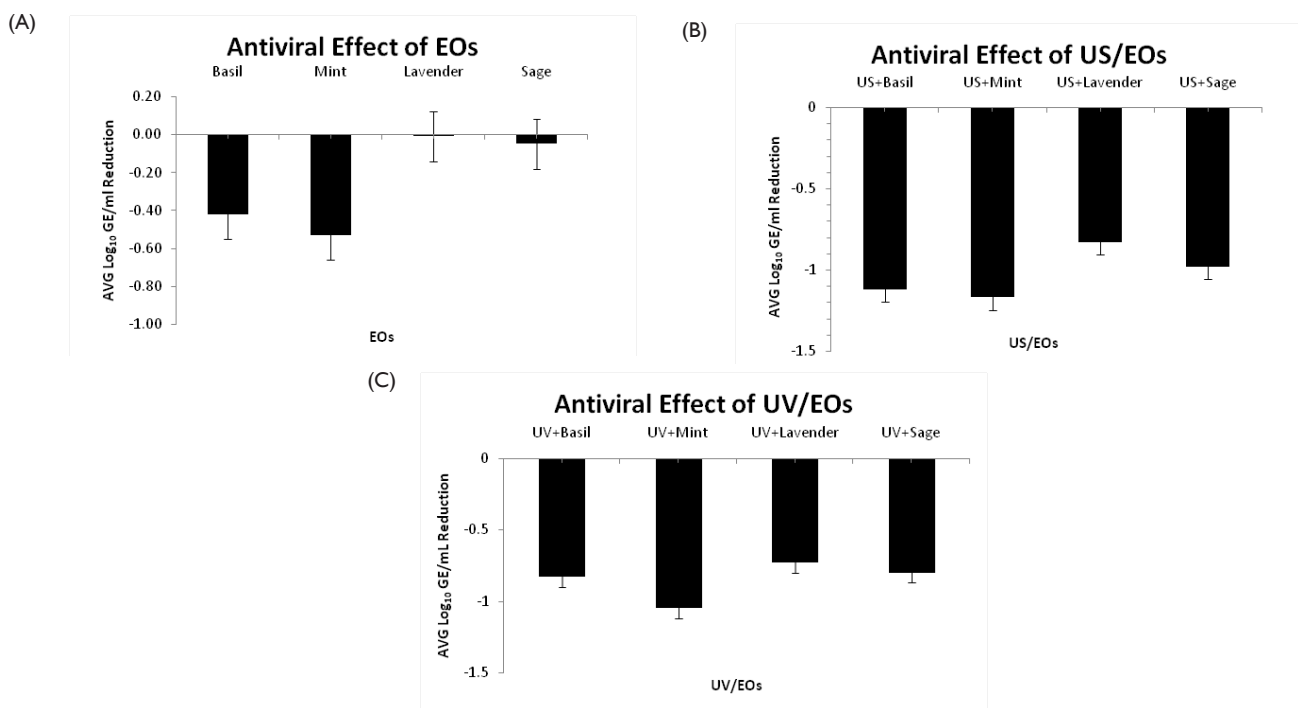 (A)
Antiviral Effect of EOs
Basil Mint Lavender Sage
0.20
0.00
-0.20
-0.40
-0.60
-0.80
-1.00
AVG Log₁₀ GE/ml Reduction
EOs
(B)
Antiviral Effect of US/EOs
US+Basil US+Mint US+Lavender US+Sage
0
-0.5
-1
-1.5
AVG Log₁₀ GE/ml Reduction
US/EOs
(C)
Antiviral Effect of UV/EOs
UV+Basil UV+Mint UV+Lavender UV+Sage
0
-0.5
-1
-1.5
AVG Log₁₀ GE/mL Reduction
UV/EOs